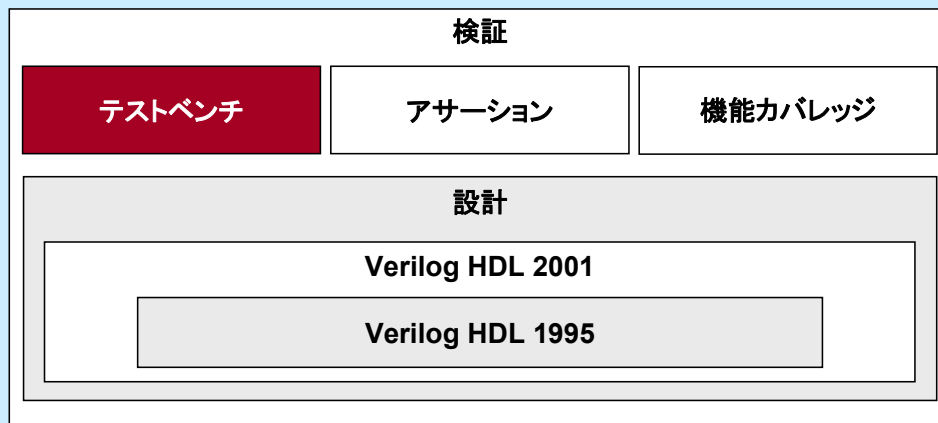 検証
テストベンチ
アサーション
機能カバレッジ
設計
Verilog HDL 2001
Verilog HDL 1995